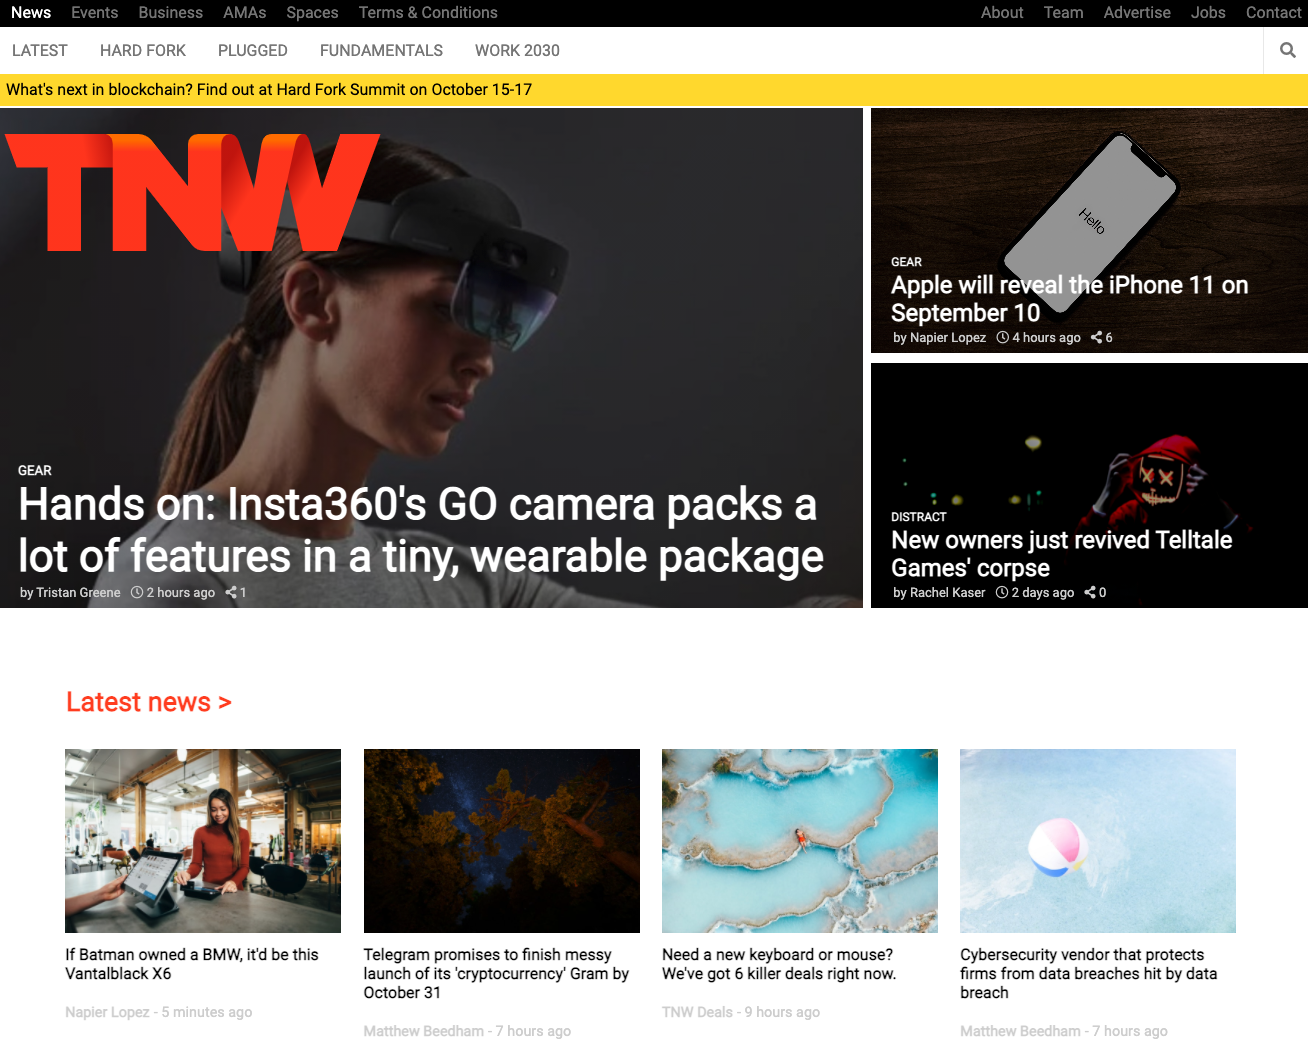 News Events Business AMAs Spaces Terms & Conditions About Team Advertise Jobs Contact
LATEST HARD FORK PLUGGED FUNDAMENTALS WORK 2030
What's next in blockchain? Find out at Hard Fork Summit on October 15-17
TNW
GEAR
Hands on: Insta360's GO camera packs a
lot of features in a tiny, wearable package
by Tristan Greene 2 hours ago 1
Hello
GEAR
Apple will reveal the iPhone 11 on
September 10
by Napier Lopez 4 hours ago 6
DISTRACT
New owners just revived Telltale
Games' corpse
by Rachel Kaser 2 days ago 0
Latest news >
If Batman owned a BMW, it'd be this
Vantalblack X6
Napier Lopez - 5 minutes ago
Telegram promises to finish messy
launch of its 'cryptocurrency' Gram by
October 31
Matthew Beedham - 7 hours ago
Need a new keyboard or mouse?
We've got 6 killer deals right now.
TNW Deals - 9 hours ago
Cybersecurity vendor that protects
firms from data breaches hit by data
breach
Matthew Beedham - 7 hours ago